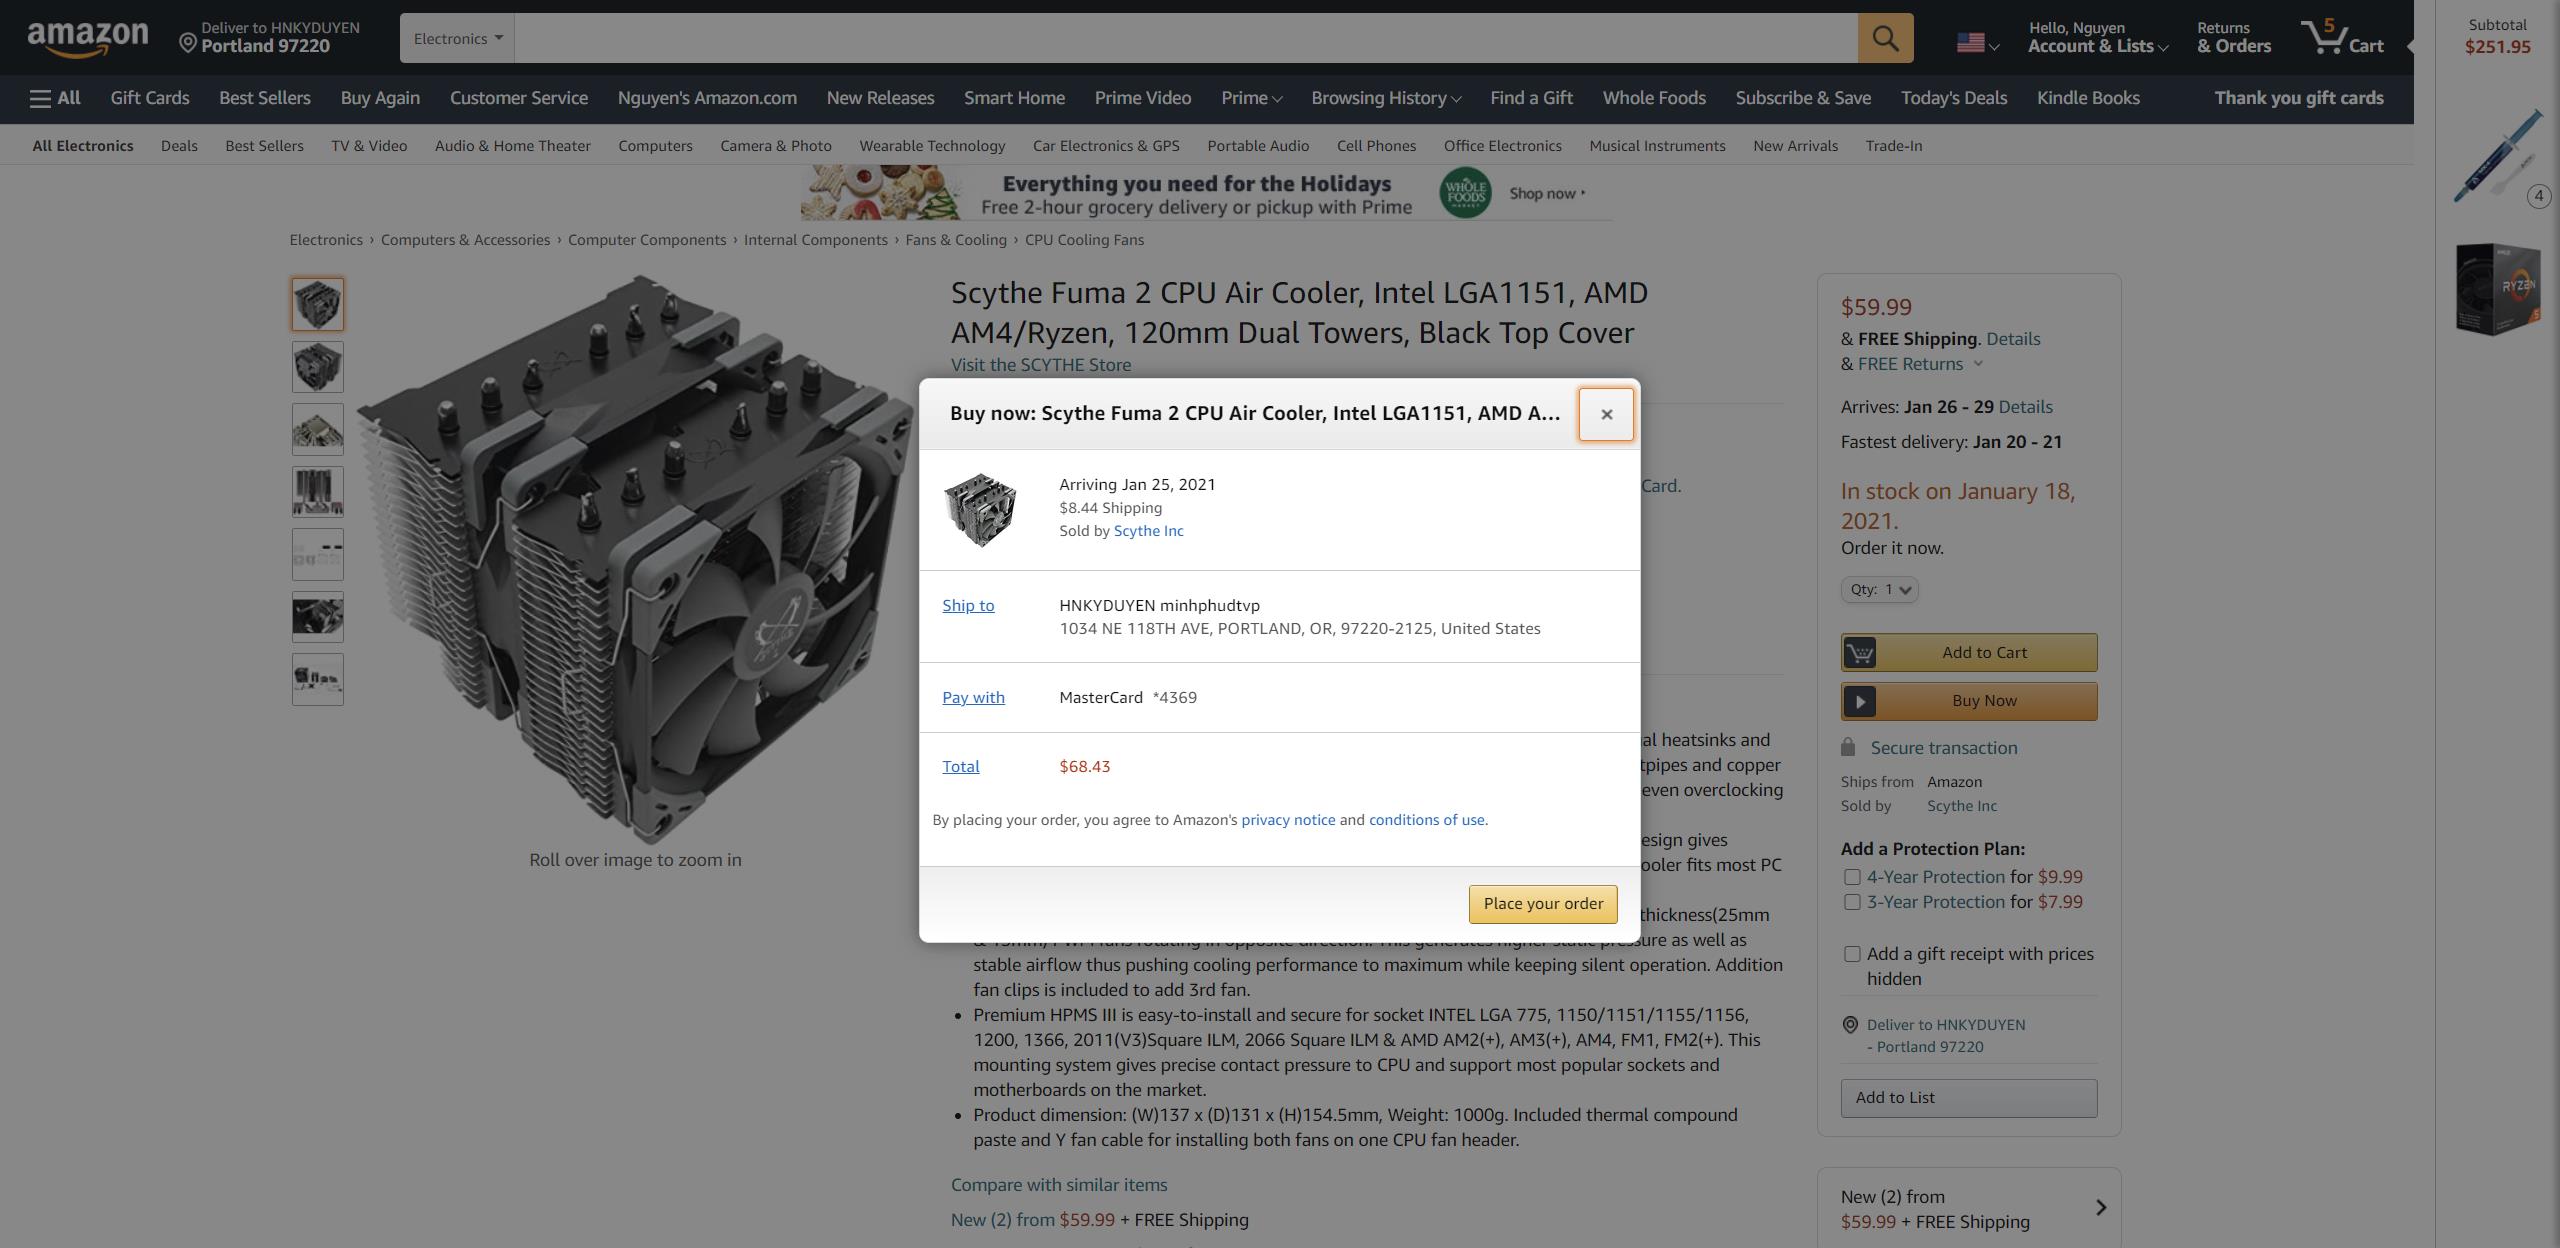 amazon
Deliver to HNKYDUYEN
Portland 97220
Electronics
Hello, Nguyen
Account & Lists
Returns
& Orders
5
Cart
Subtotal
$251.95
All
Gift Cards
Best Sellers
Buy Again
Customer Service
Nguyen's Amazon.com
New Releases
Smart Home
Prime Video
Prime
Browsing History
Find a Gift
Whole Foods
Subscribe & Save
Today's Deals
Kindle Books
Thank you gift cards
All Electronics
Deals
Best Sellers
TV & Video
Audio & Home Theater
Computers
Camera & Photo
Wearable Technology
Car Electronics & GPS
Portable Audio
Cell Phones
Office Electronics
Musical Instruments
New Arrivals
Trade-In
Everything you need for the Holidays
Free 2-hour grocery delivery or pickup with Prime
WHOLE
FOODS
MARKET
Shop now
4
RYZEN
5
Electronics › Computers & Accessories › Computer Components › Internal Components › Fans & Cooling › CPU Cooling Fans
Scythe Fuma 2 CPU Air Cooler, Intel LGA1151, AMD
AM4/Ryzen, 120mm Dual Towers, Black Top Cover
Visit the SCYTHE Store
Roll over image to zoom in
Buy now: Scythe Fuma 2 CPU Air Cooler, Intel LGA1151, AMD A...
×
Arriving Jan 25, 2021
$8.44 Shipping
Sold by Scythe Inc
Ship to
HNKYDUYEN minhphudtvp
1034 NE 118TH AVE, PORTLAND, OR, 97220-2125, United States
Pay with
MasterCard *4369
Total
$68.43
By placing your order, you agree to Amazon's privacy notice and conditions of use.
Place your order
Card.
al heatsinks and
tpipes and copper
even overclocking
esign gives
ooler fits most PC
thickness(25mm
sure as well as
stable airflow thus pushing cooling performance to maximum while keeping silent operation. Addition
fan clips is included to add 3rd fan.
• Premium HPMS III is easy-to-install and secure for socket INTEL LGA 775, 1150/1151/1155/1156,
1200, 1366, 2011(V3)Square ILM, 2066 Square ILM & AMD AM2(+), AM3(+), AM4, FM1, FM2(+). This
mounting system gives precise contact pressure to CPU and support most popular sockets and
motherboards on the market.
• Product dimension: (W)137 x (D)131 x (H)154.5mm, Weight: 1000g. Included thermal compound
paste and Y fan cable for installing both fans on one CPU fan header.
Compare with similar items
New (2) from $59.99 + FREE Shipping
$59.99
& FREE Shipping. Details
& FREE Returns
Arrives: Jan 26 - 29 Details
Fastest delivery: Jan 20 - 21
In stock on January 18,
2021.
Order it now.
Qty: 1
Add to Cart
Buy Now
Secure transaction
Ships from Amazon
Sold by Scythe Inc
Add a Protection Plan:
4-Year Protection for $9.99
3-Year Protection for $7.99
Add a gift receipt with prices
hidden
Deliver to HNKYDUYEN
- Portland 97220
Add to List
New (2) from
$59.99 + FREE Shipping